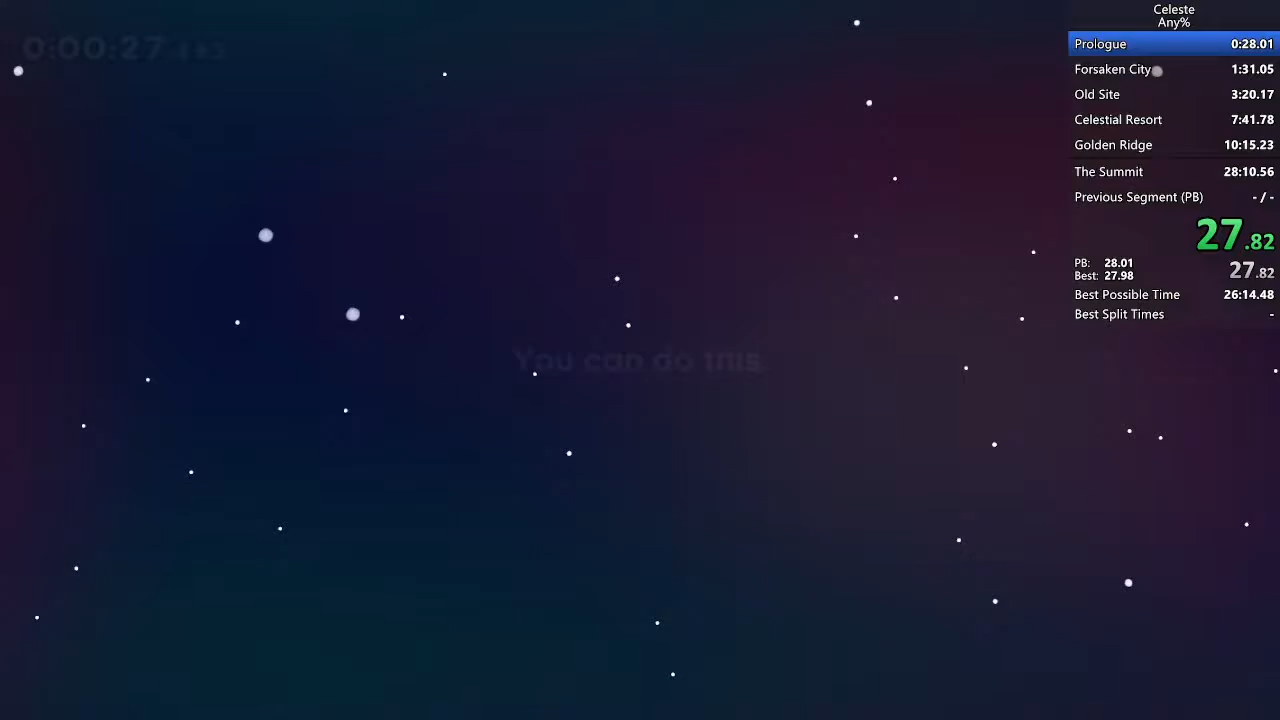 Celeste
Any%
0:00:27
Prologue 0:28.01
Forsaken City 1:31.05
Old Site 3:20.17
Celestial Resort 7:41.78
Golden Ridge 10:15.23
The Summit 28:10.56
Previous Segment (PB) - / -
27.82
PB: 28.01
Best: 27.98 27.82
Best Possible Time 26:14.48
Best Split Times -
You can do this.